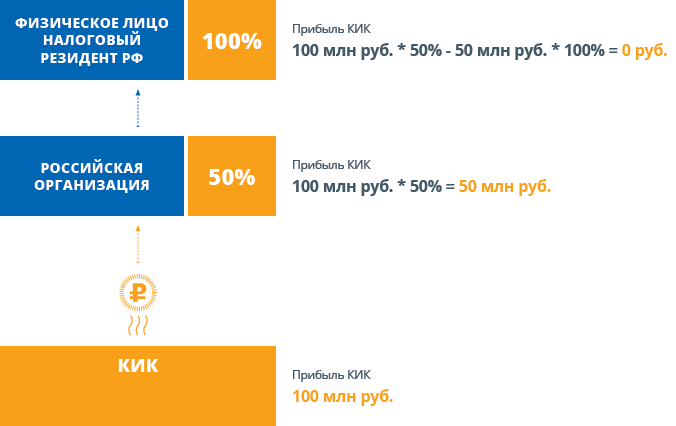 ФИЗИЧЕСКОЕ ЛИЦО
НАЛОГОВЫЙ
РЕЗИДЕНТ РФ
100%
Прибыль КИК
100 млн руб. * 50% - 50 млн руб. * 100% = 0 руб.
РОССИЙСКАЯ
ОРГАНИЗАЦИЯ
50%
Прибыль КИК
100 млн руб. * 50% = 50 млн руб.
₽
КИК
Прибыль КИК
100 млн руб.